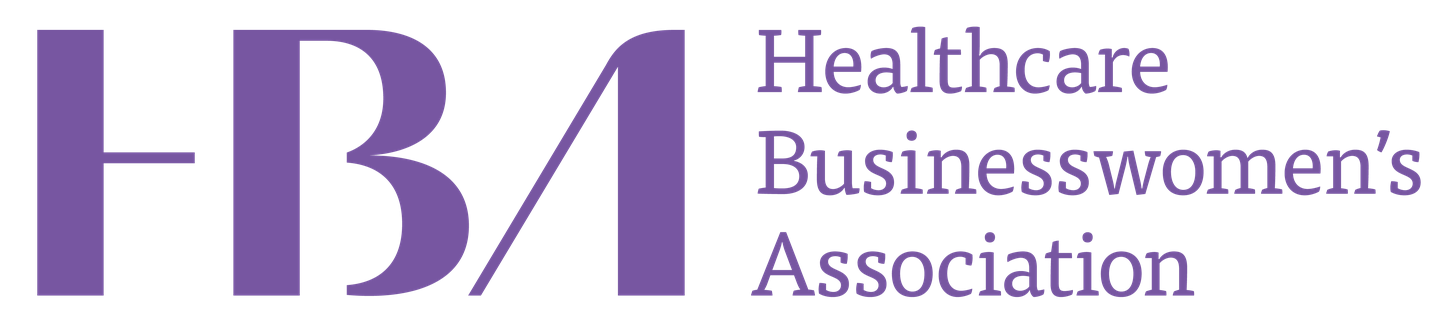 HBA
Healthcare
Businesswomen’s
Association